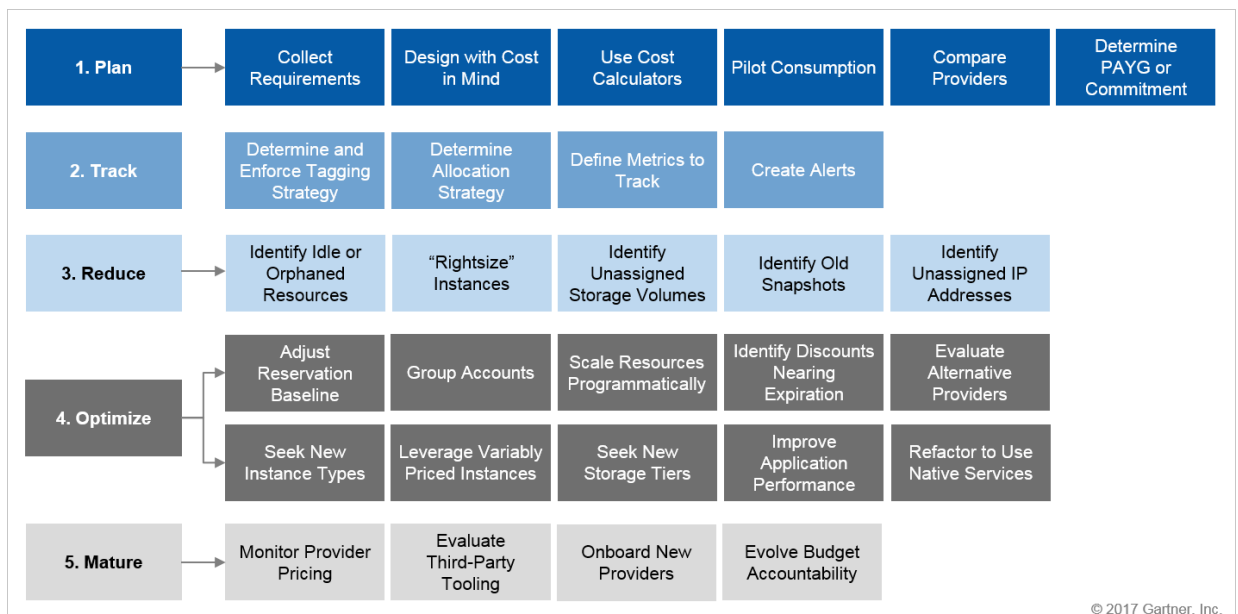 1. Plan
Collect
Requirements
Design with Cost
in Mind
Use Cost
Calculators
Pilot Consumption
Compare
Providers
Determine
PAYG or
Commitment
2. Track
Determine and
Enforce Tagging
Strategy
Determine
Allocation
Strategy
Define Metrics to
Track
Create Alerts
3. Reduce
Identify Idle or
Orphaned
Resources
“Rightsize”
Instances
Identify
Unassigned
Storage Volumes
Identify Old
Snapshots
Identify
Unassigned IP
Addresses
4. Optimize
Adjust
Reservation
Baseline
Group Accounts
Scale Resources
Programmatically
Identify Discounts
Nearing
Expiration
Evaluate
Alternative
Providers
Seek New
Instance Types
Leverage Variably
Priced Instances
Seek New
Storage Tiers
Improve
Application
Performance
Refactor to Use
Native Services
5. Mature
Monitor Provider
Pricing
Evaluate
Third-Party
Tooling
Onboard New
Providers
Evolve Budget
Accountability
© 2017 Gartner, Inc.